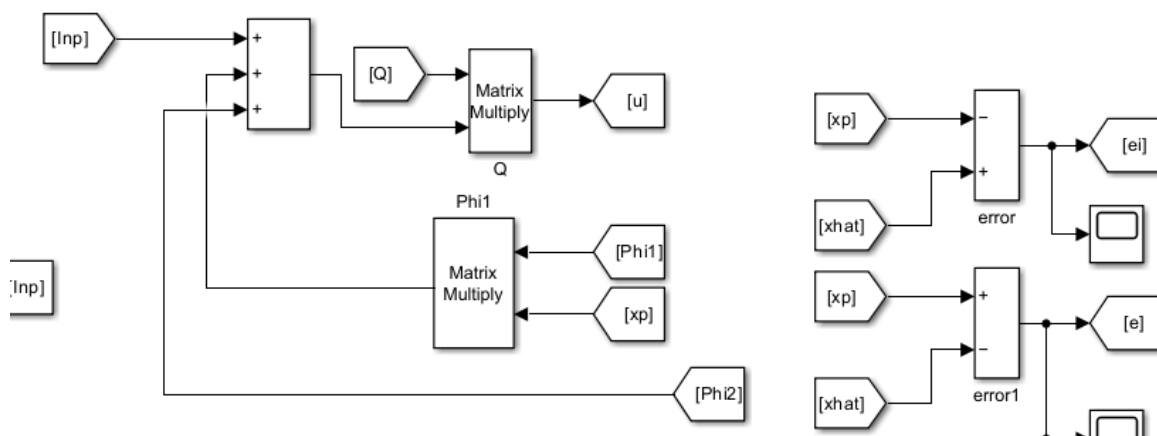 [Inp]
+
+
+
[Q]
Matrix
Multiply
Q
[u]
Phi1
Matrix
Multiply
[Phi1]
[xp]
[Inp]
[Phi2]
[xp]
−
+
[xhat]
error
[ei]
[xp]
+
−
[xhat]
error1
[e]